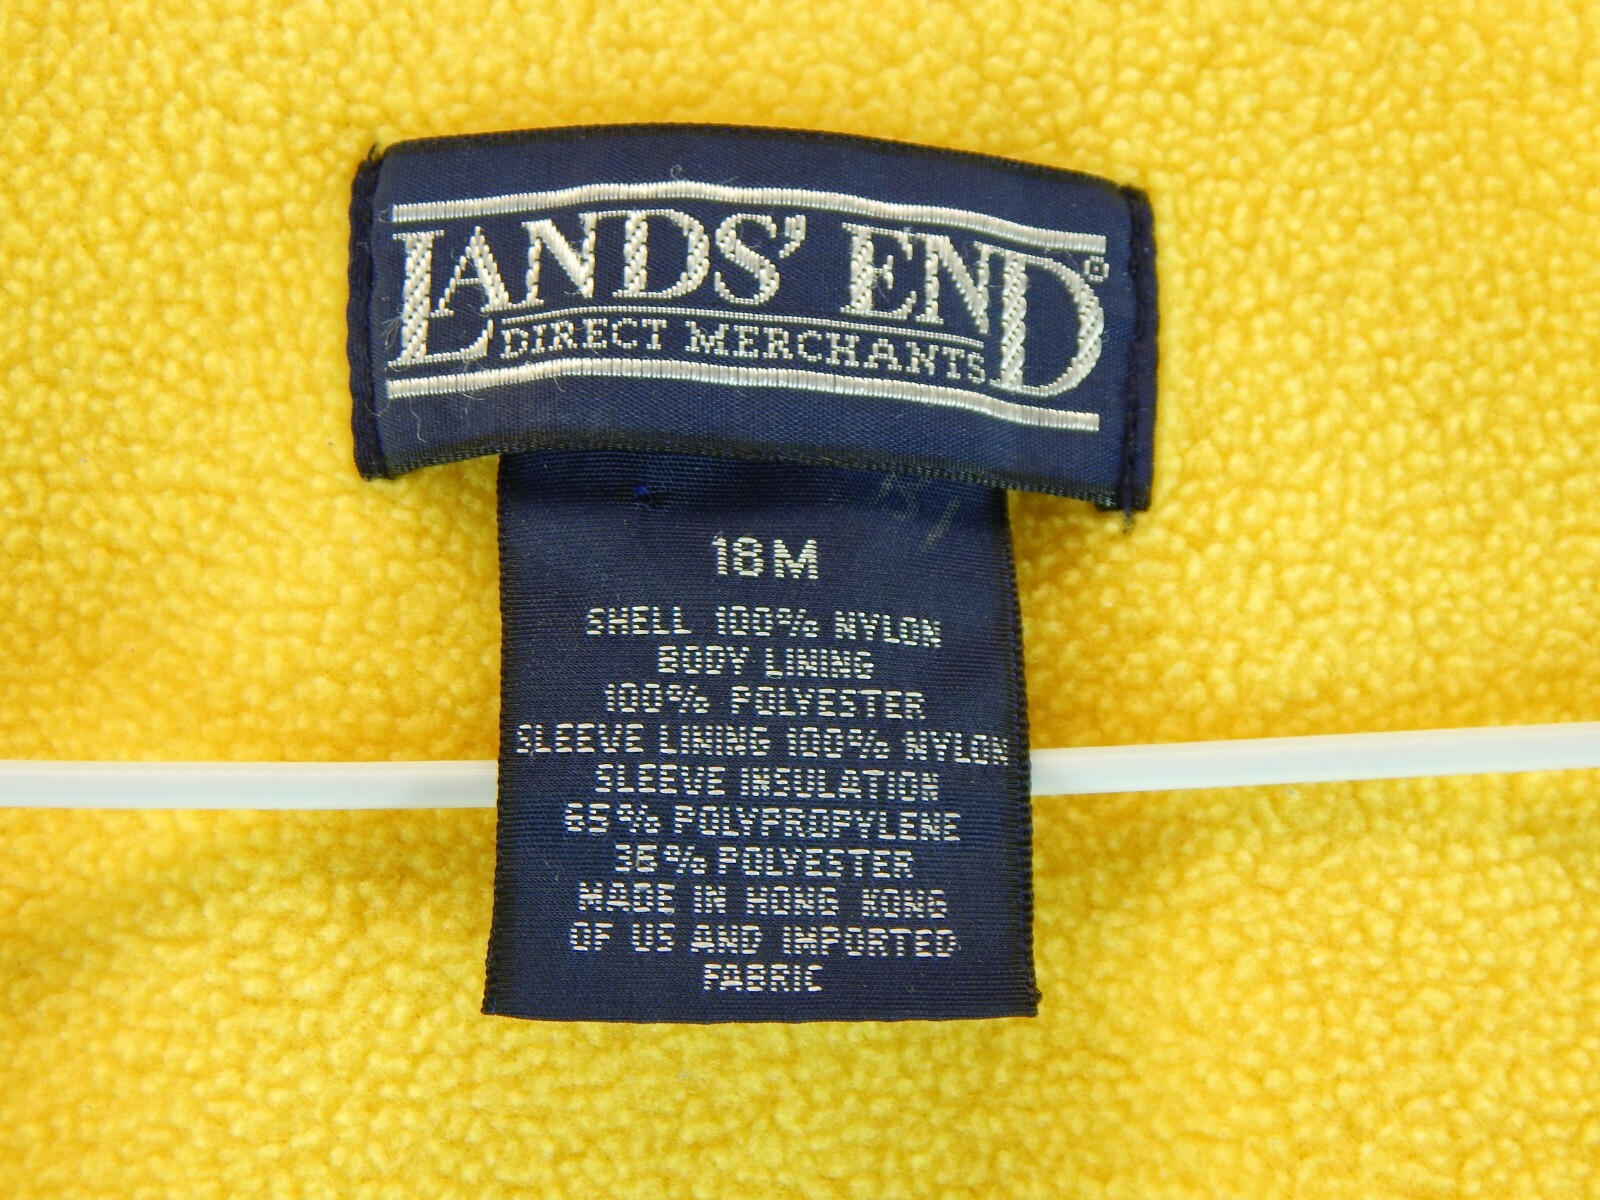 LANDS' END®
DIRECT MERCHANTS
18M
SHELL 100% NYLON
BODY LINING
100% POLYESTER
SLEEVE LINING 100% NYLON
SLEEVE INSULATION
65% POLYPROPYLENE
35% POLYESTER
MADE IN HONG KONG
OF US AND IMPORTED
FABRIC